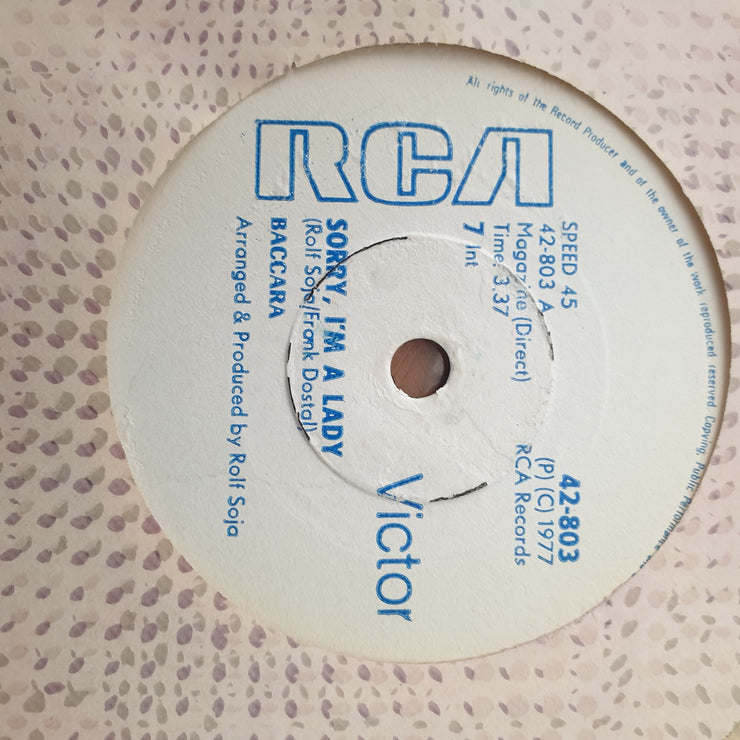 RCA
Victor
SPEED 45
42-803 A
Magazine (Direct)
Time: 3.37
7 Int
42-803
(P) (C) 1977
RCA Records
SORRY, I'M A LADY
(Rolf Soja/Frank Dostal)
BACCARA
Arranged & Produced by Rolf Soja
All rights of the Record Producer and of the owner of the work reproduced reserved. Copying, Public